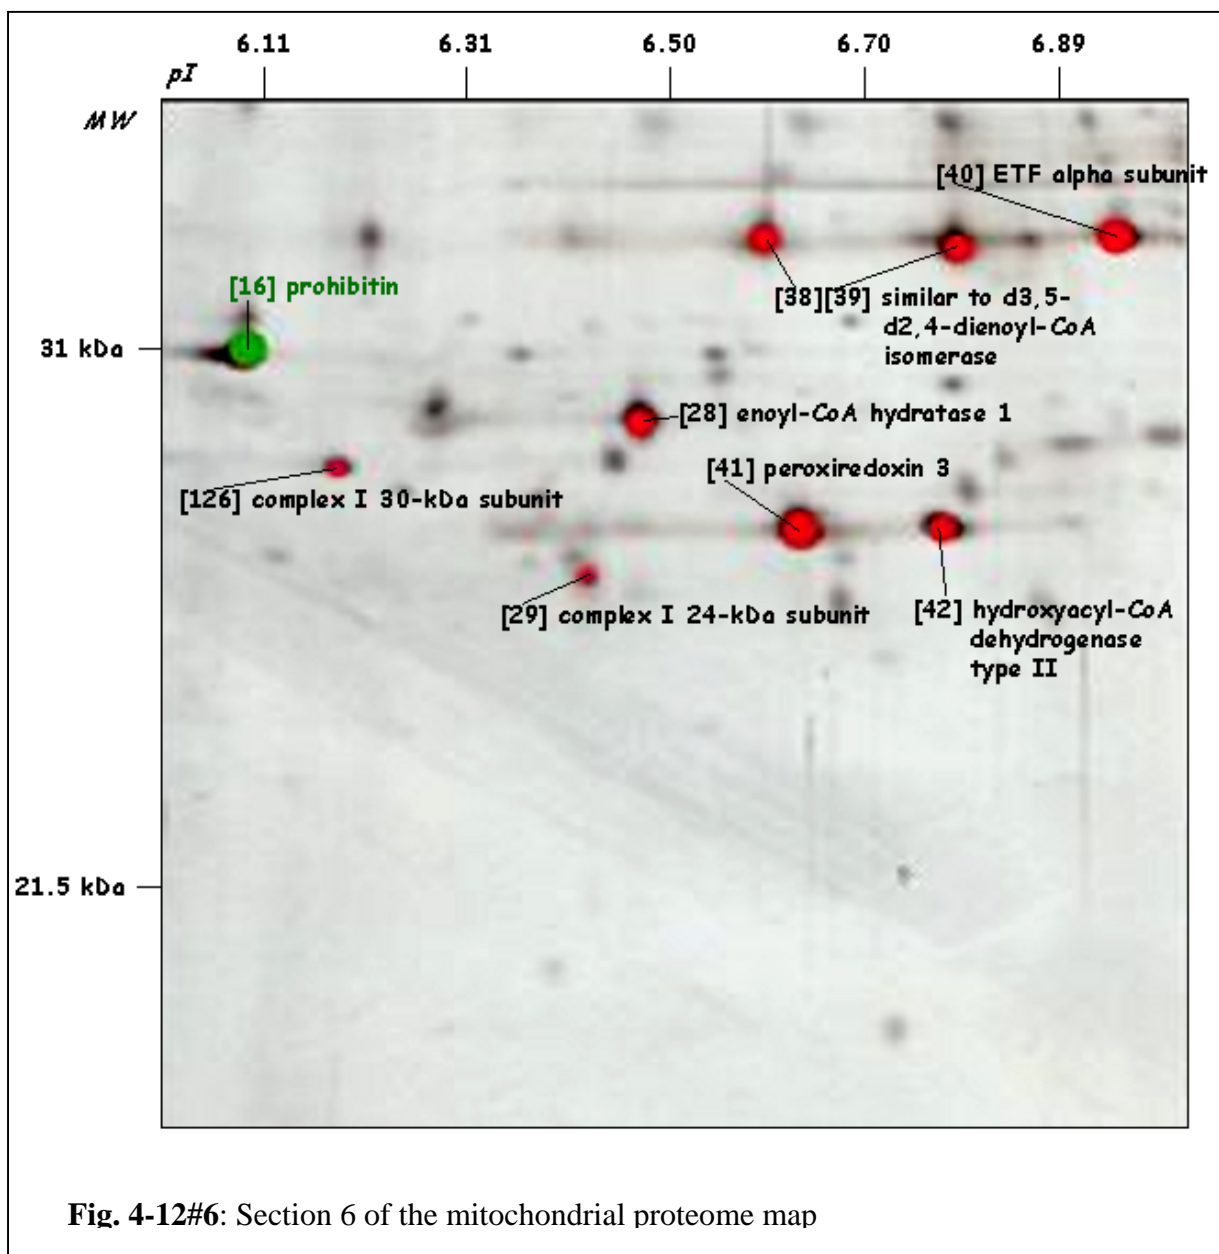 6.11 6.31 6.50 6.70 6.89
pI
MW
[40] ETF alpha subunit
[16] prohibitin
[38][39] similar to d3,5-
d2,4-dienoyl-CoA
isomerase
31 kDa
[28] enoyl-CoA hydratase 1
[41] peroxiredoxin 3
[126] complex I 30-kDa subunit
[29] complex I 24-kDa subunit
[42] hydroxyacyl-CoA
dehydrogenase
type II
21.5 kDa
Fig. 4-12#6: Section 6 of the mitochondrial proteome map